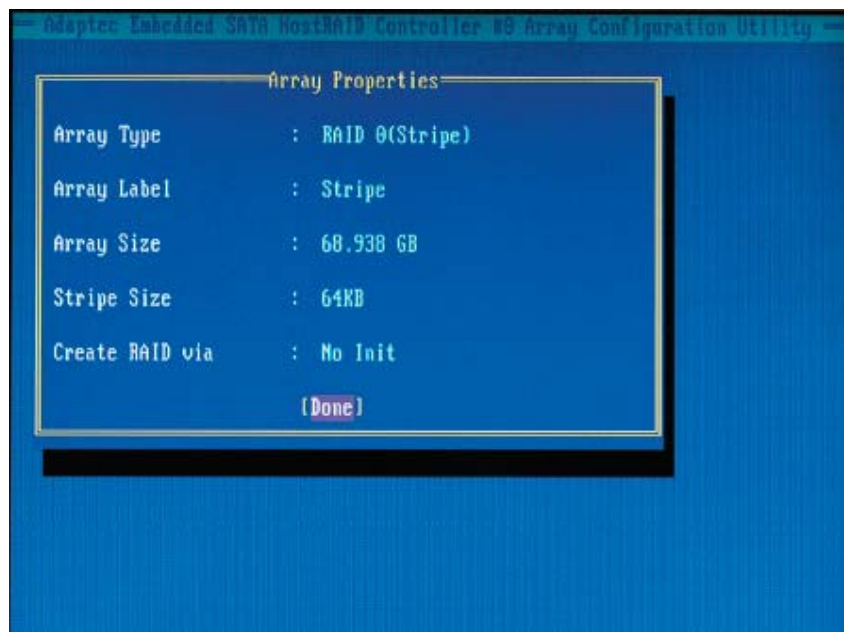 Adaptec Embedded SATA HostRAID Controller #0 Array Configuration Utility
Array Properties
Array Type : RAID 0(Stripe)
Array Label : Stripe
Array Size : 68.938 GB
Stripe Size : 64KB
Create RAID via : No Init
[Done]